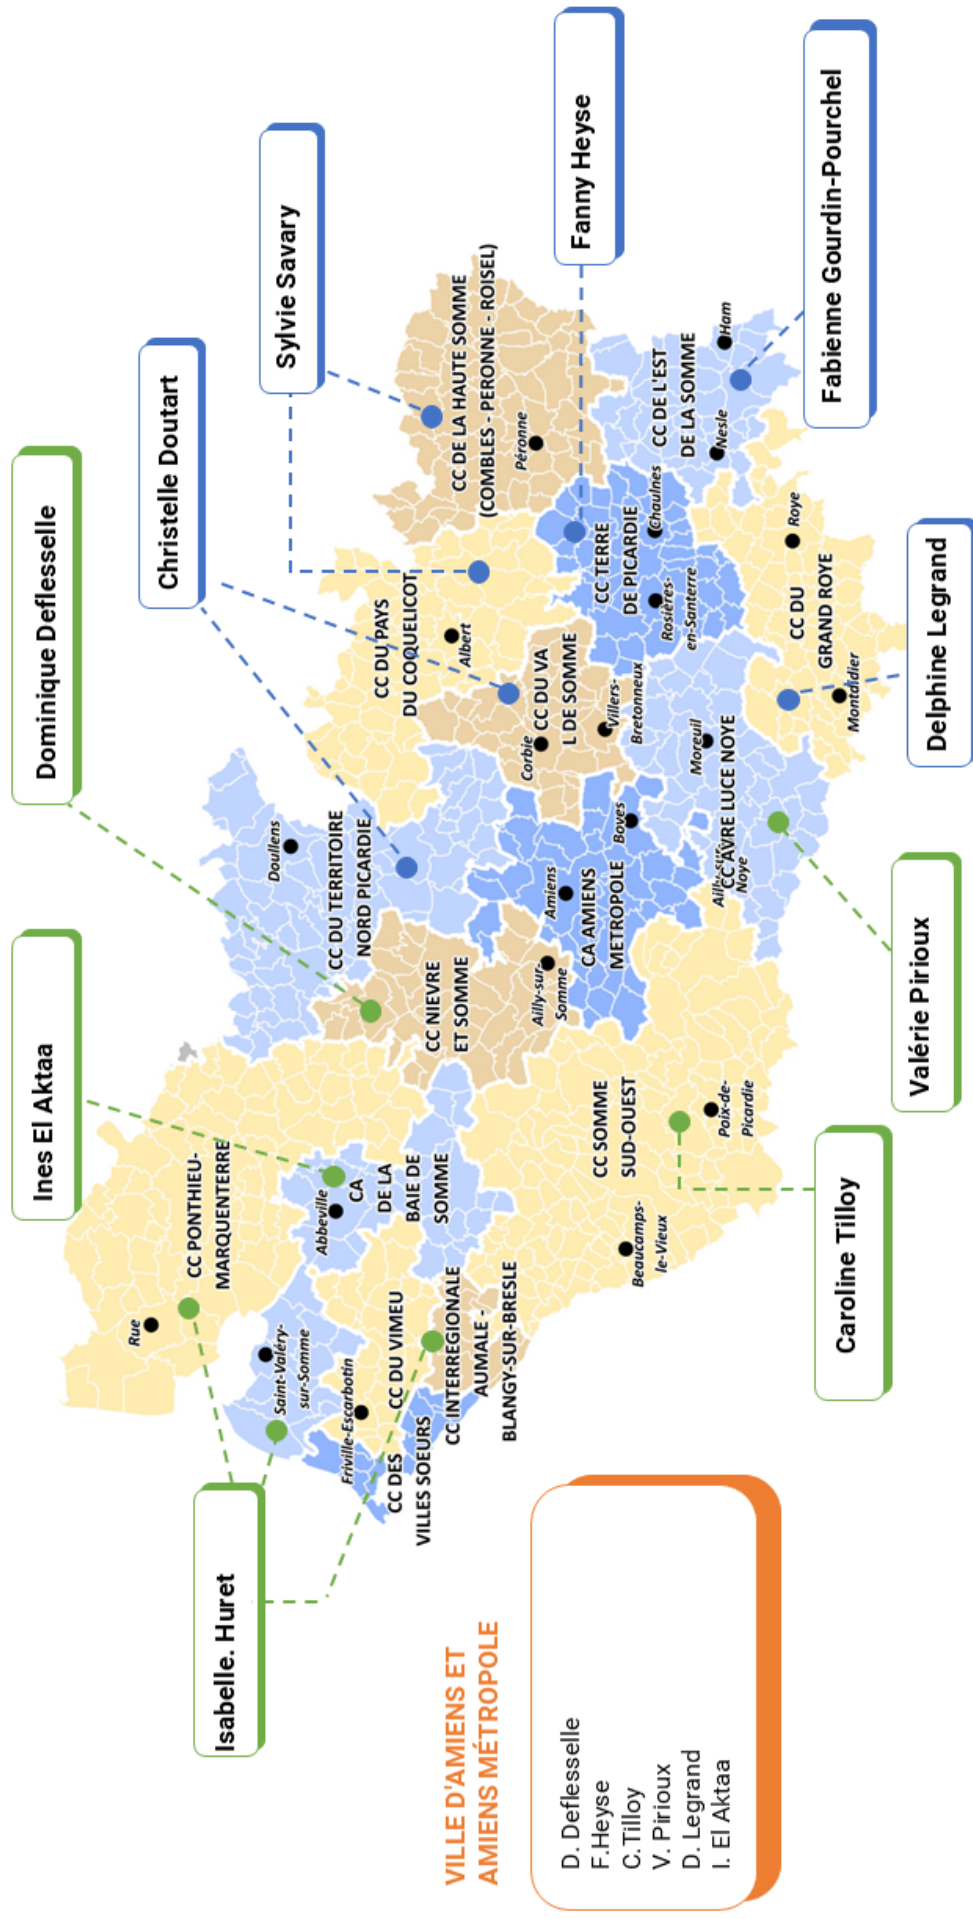 Isabelle. Huret
Ines El Aktaa
Dominique Deflesselle
Christelle Doutart
Sylvie Savary
Fanny Heyse
Fabienne Gourdin-Pourchel
Delphine Legrand
Valérie Pirioux
Caroline Tilloy
Rue
CC PONTHIEU-
MARQUENTERRE
Saint-Valéry-
sur-Somme
Abbeville
CA
DE LA
BAIE DE
SOMME
Friville-Escarbotin
CC DU VIMEU
CC DES
VILLES SOEURS
CC INTERREGIONALE
AUMALE -
BLANGY-SUR-BRESLE
Doullens
CC DU TERRITOIRE
NORD PICARDIE
CC NIEVRE
ET SOMME
Ailly-sur-
Somme
Amiens
CA AMIENS
METROPOLE
Boves
CC DU PAYS
DU COQUELICOT
Albert
CC DU VA
L DE SOMME
Corbie
Villers-
Bretonneux
CC DE LA HAUTE SOMME
(COMBLES - PERONNE - ROISEL)
Péronne
CC TERRE
DE PICARDIE
Chaulnes
Rosières-
en-Santerre
CC DE L'EST
DE LA SOMME
Ham
Nesle
Roye
CC DU
GRAND ROYE
Montdidier
Moreuil
CC AVRE LUCE NOYE
Ailly-sur-
Noye
CC SOMME
SUD-OUEST
Poix-de-
Picardie
Beaucamps-
le-Vieux
VILLE D'AMIENS ET
AMIENS MÉTROPOLE
D. Deflesselle
F.Heyse
C.Tilloy
V. Pirioux
D. Legrand
I. El Aktaa